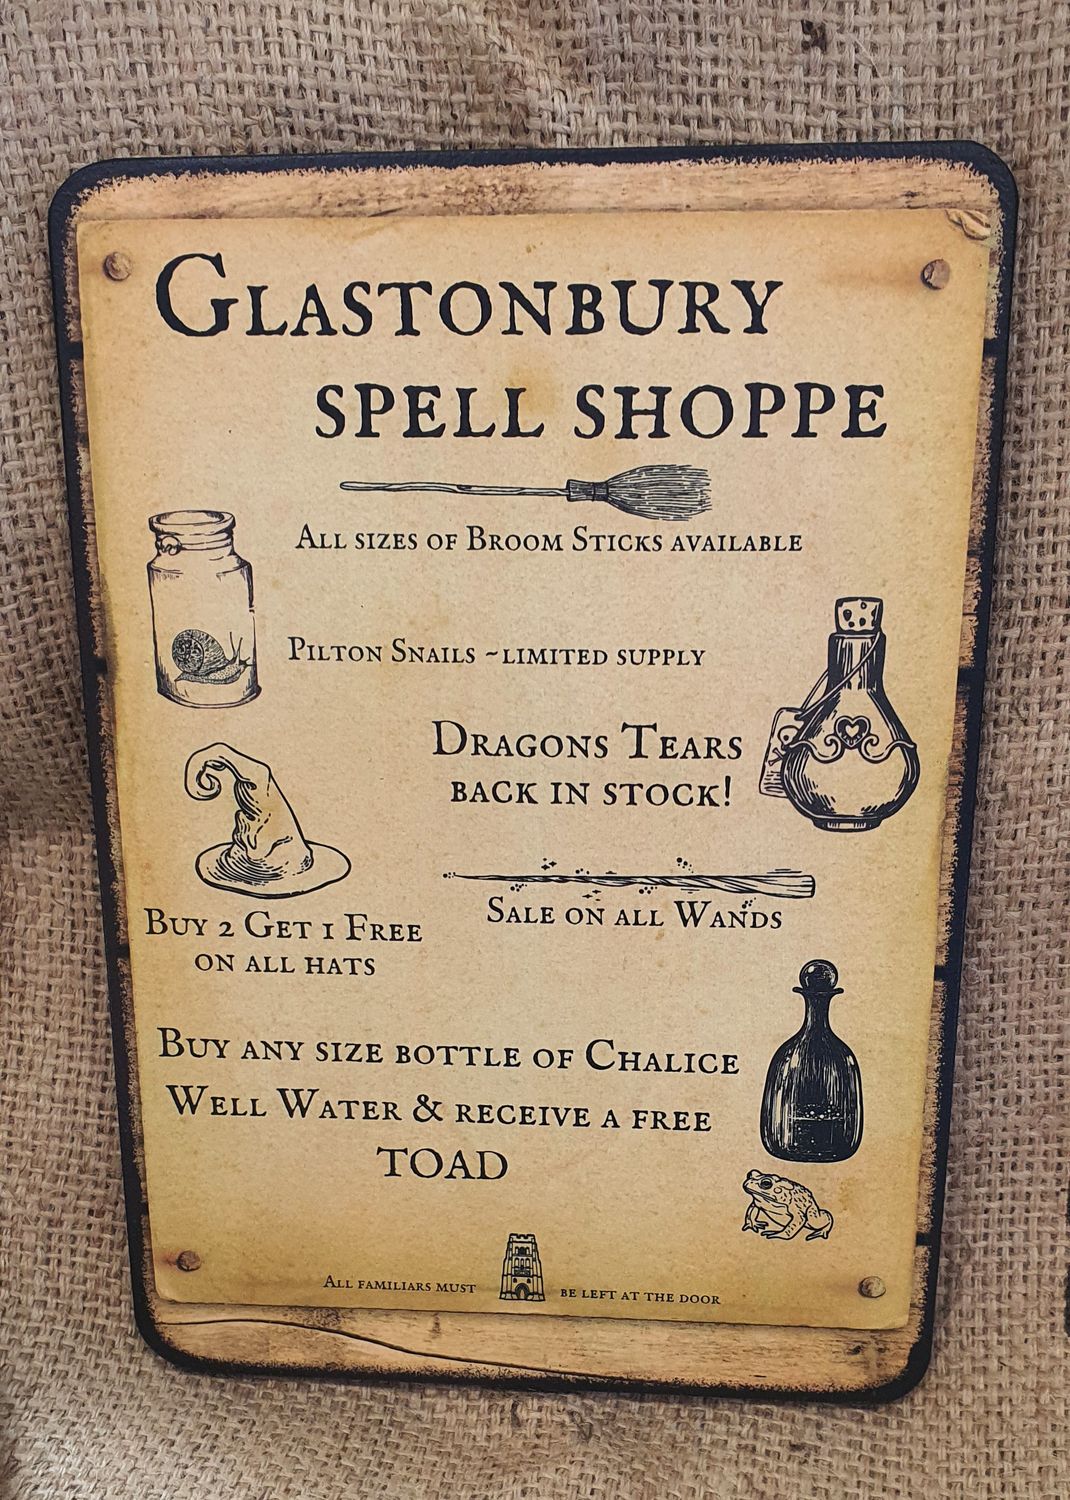 Glastonbury
spell shoppe
All sizes of Broom Sticks available
Pilton Snails ~limited supply
Dragons Tears
back in stock!
Sale on all Wands
Buy 2 Get 1 Free
on all hats
Buy any size bottle of Chalice
Well Water & receive a free
TOAD
All familiars must be left at the door